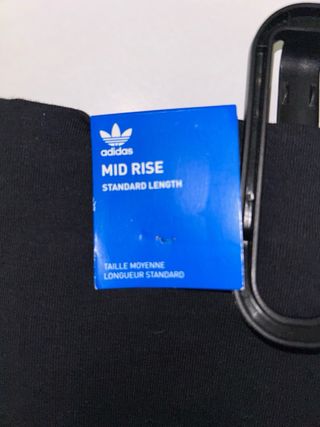 adidas
MID RISE
STANDARD LENGTH
TAILLE MOYENNE
LONGUEUR STANDARD